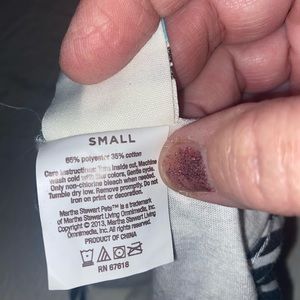 SMALL
65% polyester 35% cotton
Care Instructions: Turn inside out, Machine
wash cold with like colors, Gentle cycle.
Only non-chlorine bleach when needed.
Tumble dry low. Remove promptly. Do not
iron on print or decoration.
Martha Stewart Pets™ is a trademark of
Martha Stewart Living Omnimedia, Inc.
Copyright © 2013, Martha Stewart Living
Omnimedia, Inc. All rights reserved.
PRODUCT OF CHINA
RN 67618